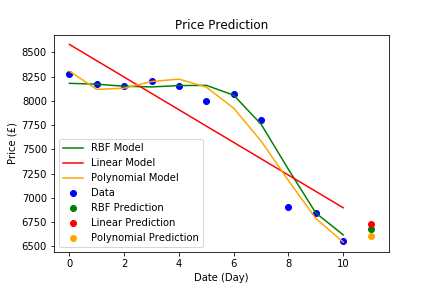 Price Prediction
8500
8250
8000
7750
7500
7250
7000
6750
6500
Price (£)
RBF Model
Linear Model
Polynomial Model
Data
RBF Prediction
Linear Prediction
Polynomial Prediction
0 2 4 6 8 10
Date (Day)